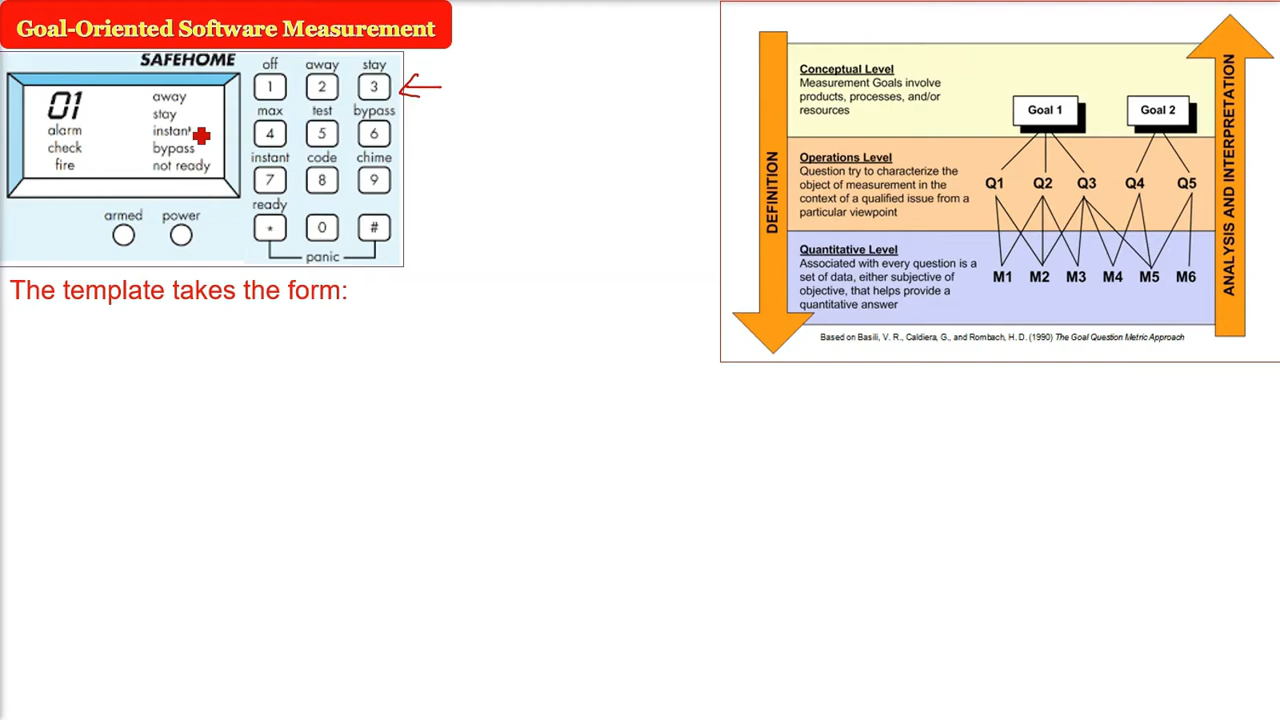 Goal-Oriented Software Measurement
SAFEHOME
01
alarm
check
fire
away
stay
instant
bypass
not ready
armed power
off away stay
1 2 3
max test bypass
4 5 6
instant code chime
7 8 9
ready
* 0 #
panic
The template takes the form:
DEFINITION
Conceptual Level
Measurement Goals involve
products, processes, and/or
resources
Goal 1 Goal 2
Operations Level
Question try to characterize the
object of measurement in the
context of a qualified issue from a
particular viewpoint
Q1 Q2 Q3 Q4 Q5
Quantitative Level
Associated with every question is a
set of data, either subjective of
objective, that helps provide a
quantitative answer
M1 M2 M3 M4 M5 M6
ANALYSIS AND INTERPRETATION
Based on Basili, V. R., Caldiera, G., and Rombach, H. D. (1990) The Goal Question Metric Approach